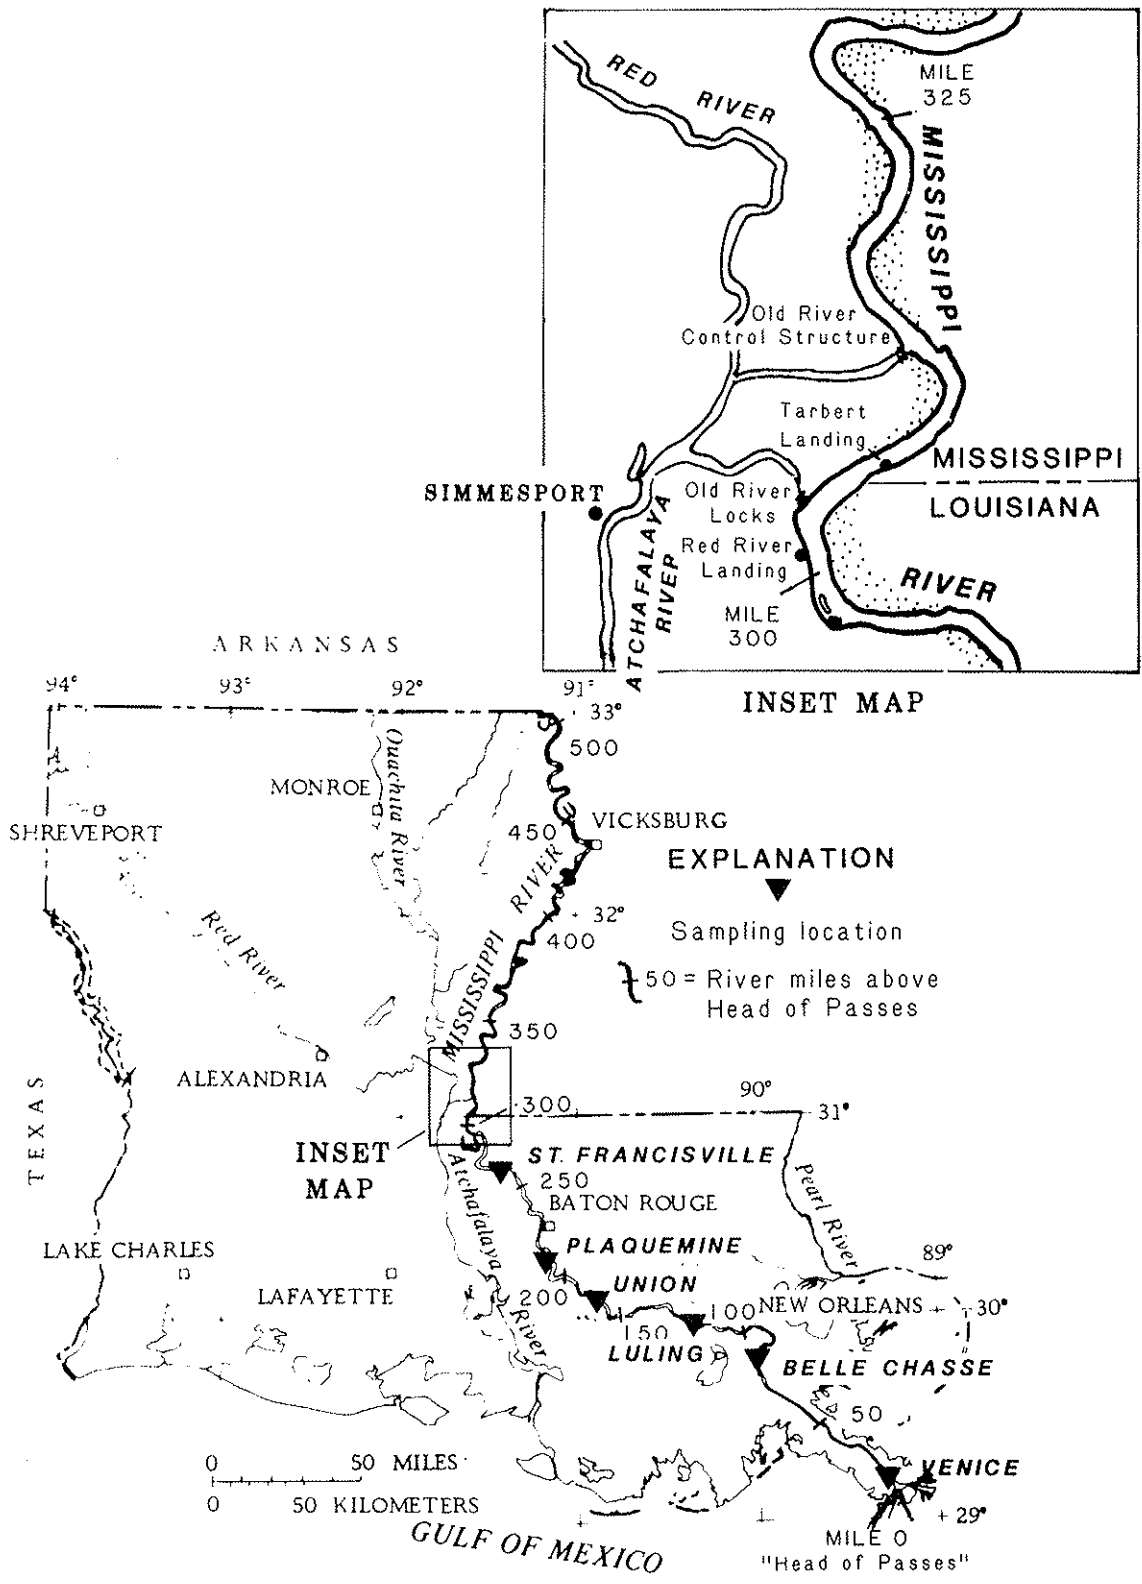 RED
RIVER
MILE
325
MISSISSIPPI
Old River
Control Structure
Tarbert
Landing
MISSISSIPPI
LOUISIANA
SIMMESPORT
Old River
Locks
Red River
Landing
ATCHAFALAYA
RIVER
RIVER
MILE
300
INSET MAP
ARKANSAS
94°
93°
92°
91°
33°
500
Ouachita River
MONROE
SHREVEPORT
450
VICKSBURG
EXPLANATION
Sampling location
50 = River miles above
Head of Passes
MISSISSIPPI RIVER
32°
400
Red River
350
ALEXANDRIA
TEXAS
300
90°
31°
INSET
MAP
ST. FRANCISVILLE
250
BATON ROUGE
Atchafalaya River
Pearl River
PLAQUEMINE
89°
LAKE CHARLES
UNION
LAFAYETTE
200
150
100
NEW ORLEANS
30°
LULING
BELLE CHASSE
50
VENICE
0 50 MILES
0 50 KILOMETERS
29°
GULF OF MEXICO
MILE 0
"Head of Passes"